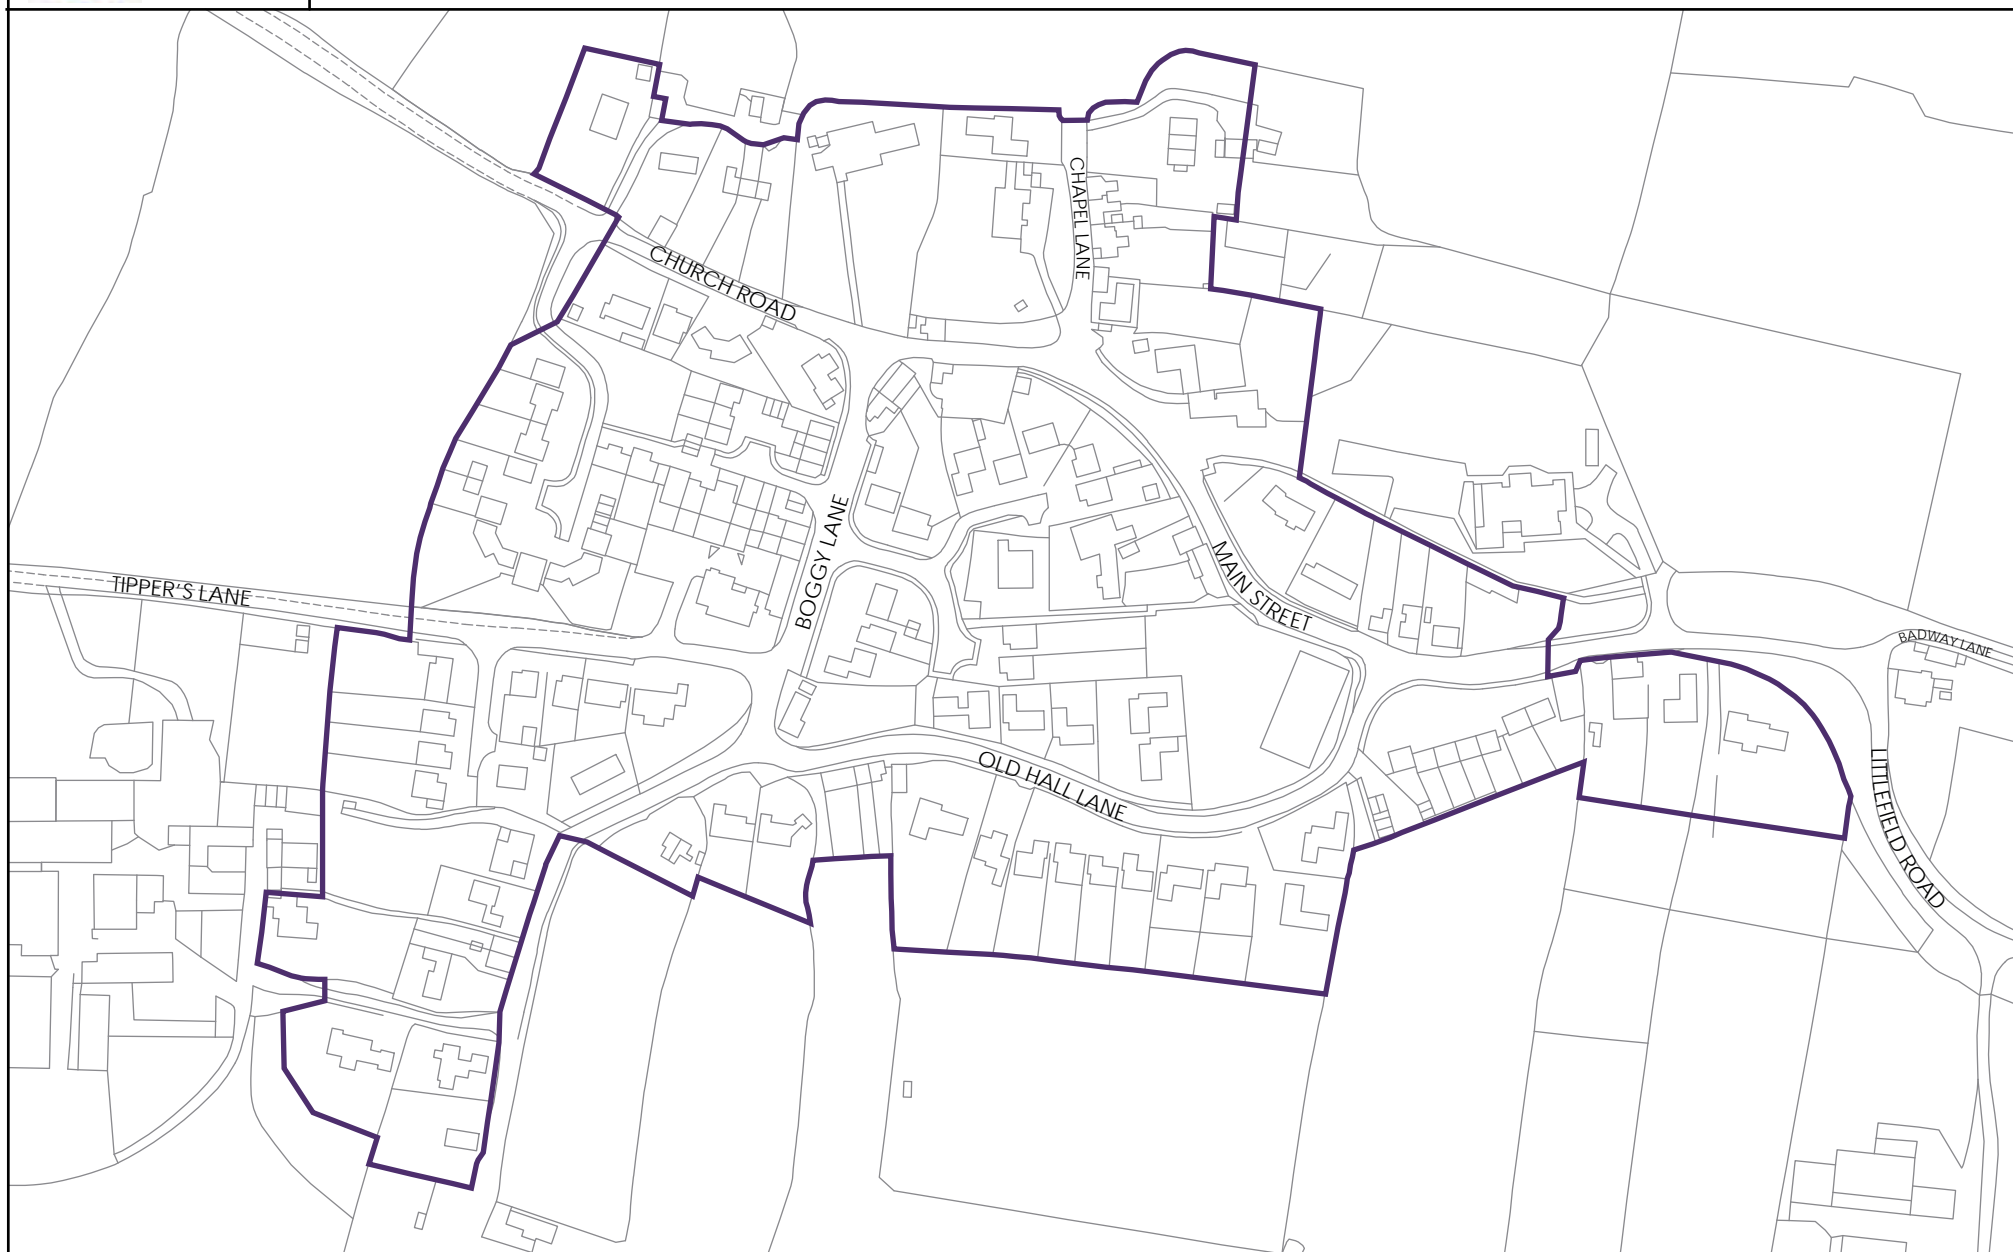 CHAPEL LANE
CHURCH ROAD
BOGGY LANE
MAIN STREET
TIPPER'S LANE
BADWAY LANE
OLD HALL LANE
LITTLEFIELD ROAD